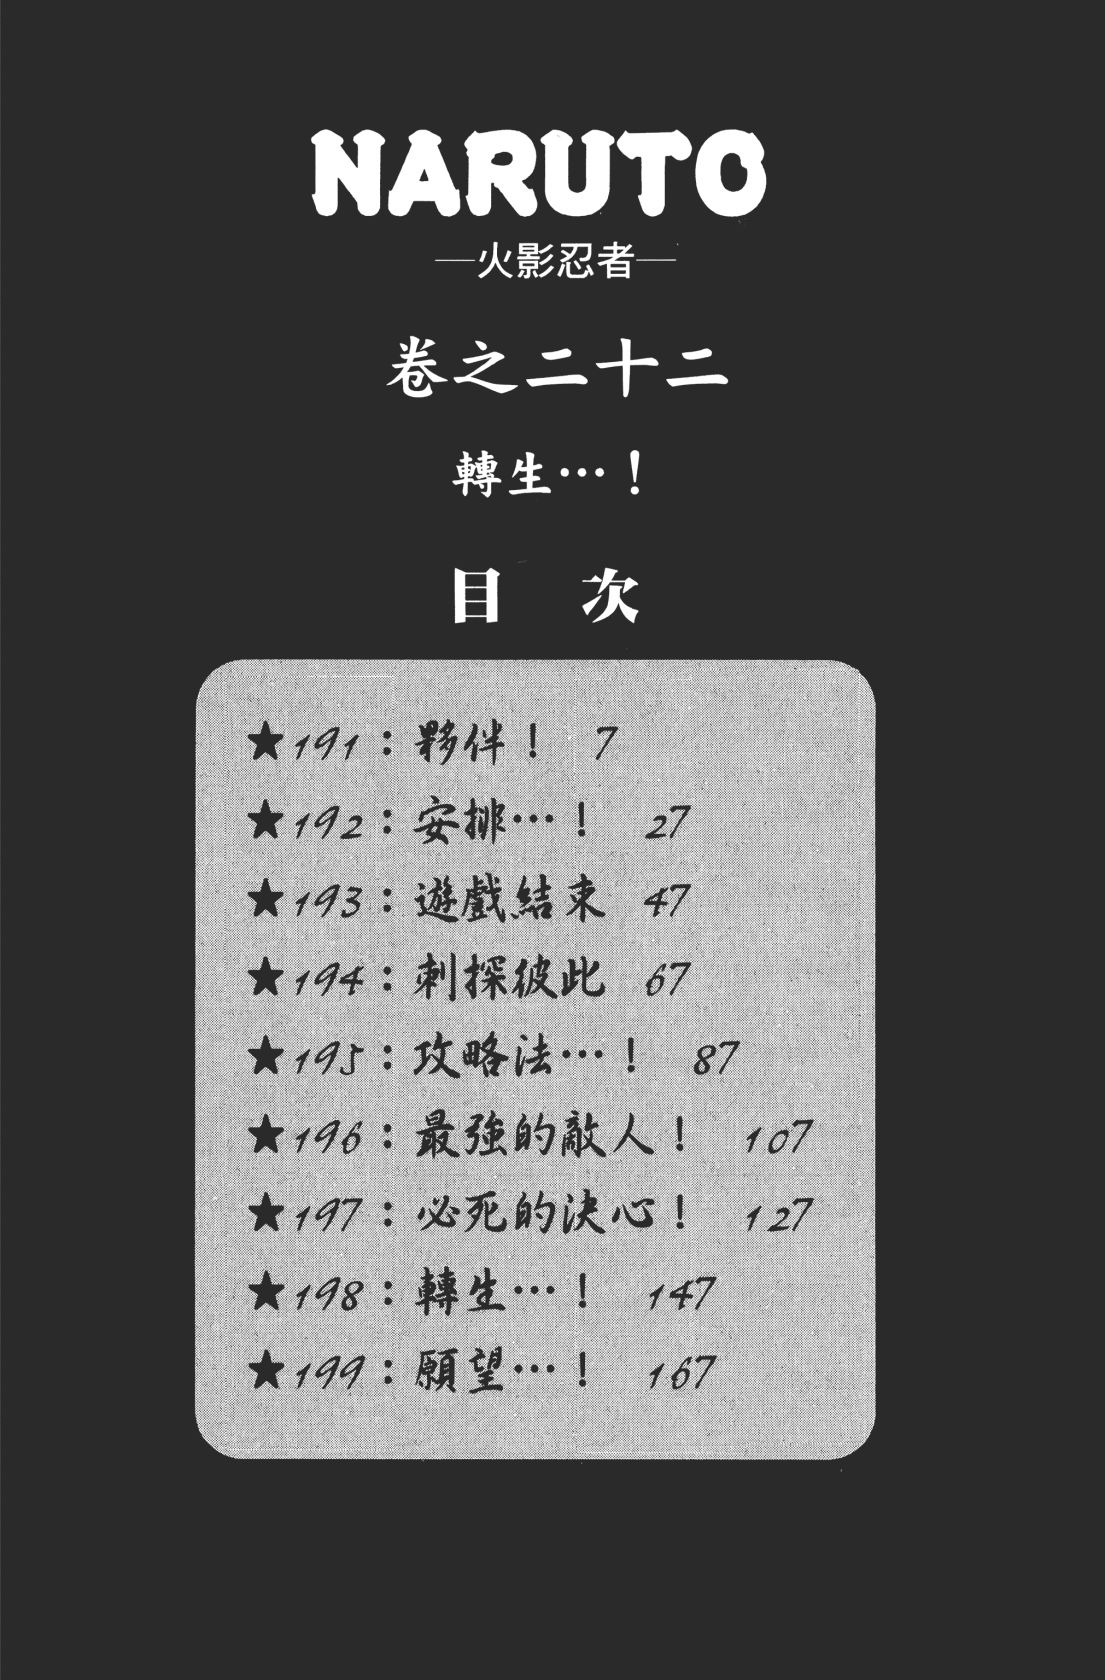 NARUTO
—火影忍者—
卷之二十二
轉生…！
目 次
★191：夥伴！ 7
★192：安排…！ 27
★193：遊戲結束 47
★194：刺探彼此 67
★195：攻略法…！ 87
★196：最強的敵人！ 107
★197：必死的決心！ 127
★198：轉生…！ 147
★199：願望…！ 167